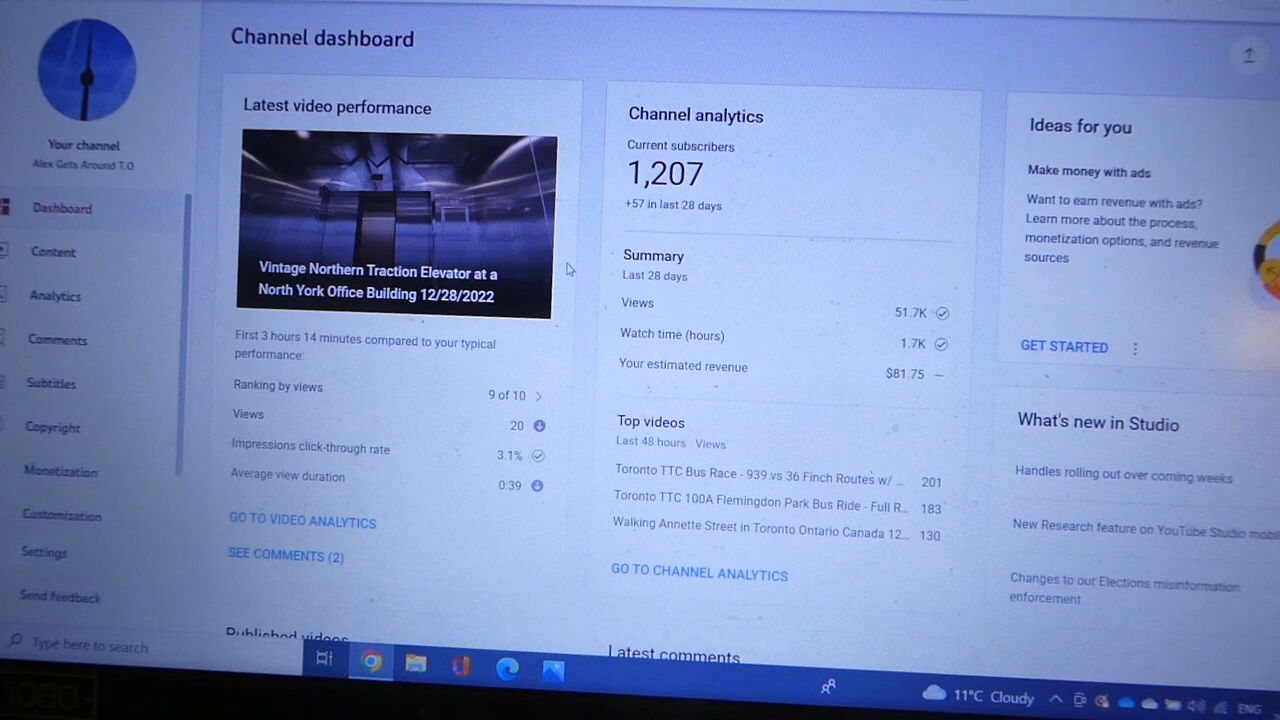 Channel dashboard
Your channel
Alex Gets Around T.O
Dashboard
Content
Analytics
Comments
Subtitles
Copyright
Monetization
Customization
Settings
Send feedback
Latest video performance
Vintage Northern Traction Elevator at a
North York Office Building 12/28/2022
First 3 hours 14 minutes compared to your typical
performance:
Ranking by views 9 of 10
Views 20
Impressions click-through rate 3.1%
Average view duration 0:39
GO TO VIDEO ANALYTICS
SEE COMMENTS (2)
Published videos
Channel analytics
Current subscribers
1,207
+57 in last 28 days
Summary
Last 28 days
Views 51.7K
Watch time (hours) 1.7K
Your estimated revenue $81.75 —
Top videos
Last 48 hours Views
Toronto TTC Bus Race - 939 vs 36 Finch Routes w/ ... 201
Toronto TTC 100A Flemingdon Park Bus Ride - Full R... 183
Walking Annette Street in Toronto Ontario Canada 12... 130
GO TO CHANNEL ANALYTICS
Latest comments
Ideas for you
Make money with ads
Want to earn revenue with ads?
Learn more about the process,
monetization options, and revenue
sources
GET STARTED
What's new in Studio
Handles rolling out over coming weeks
New Research feature on YouTube Studio mobil
Changes to our Elections misinformation
enforcement
Type here to search
11°C Cloudy
ENG